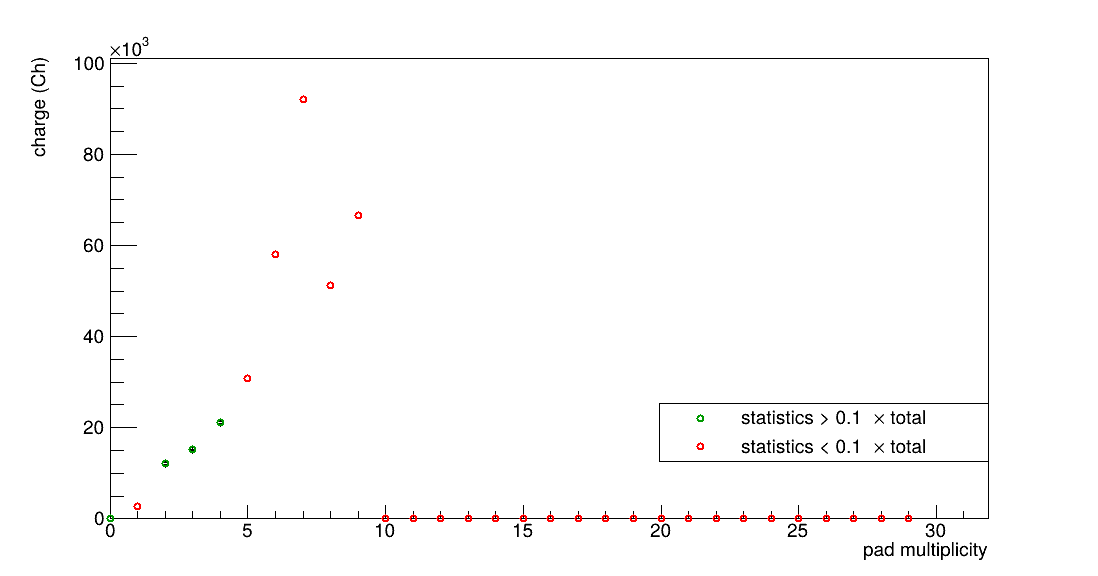 ×10³
100
80
60
40
20
0
charge (Ch)
0 5 10 15 20 25 30
pad multiplicity
statistics > 0.1 × total
statistics < 0.1 × total